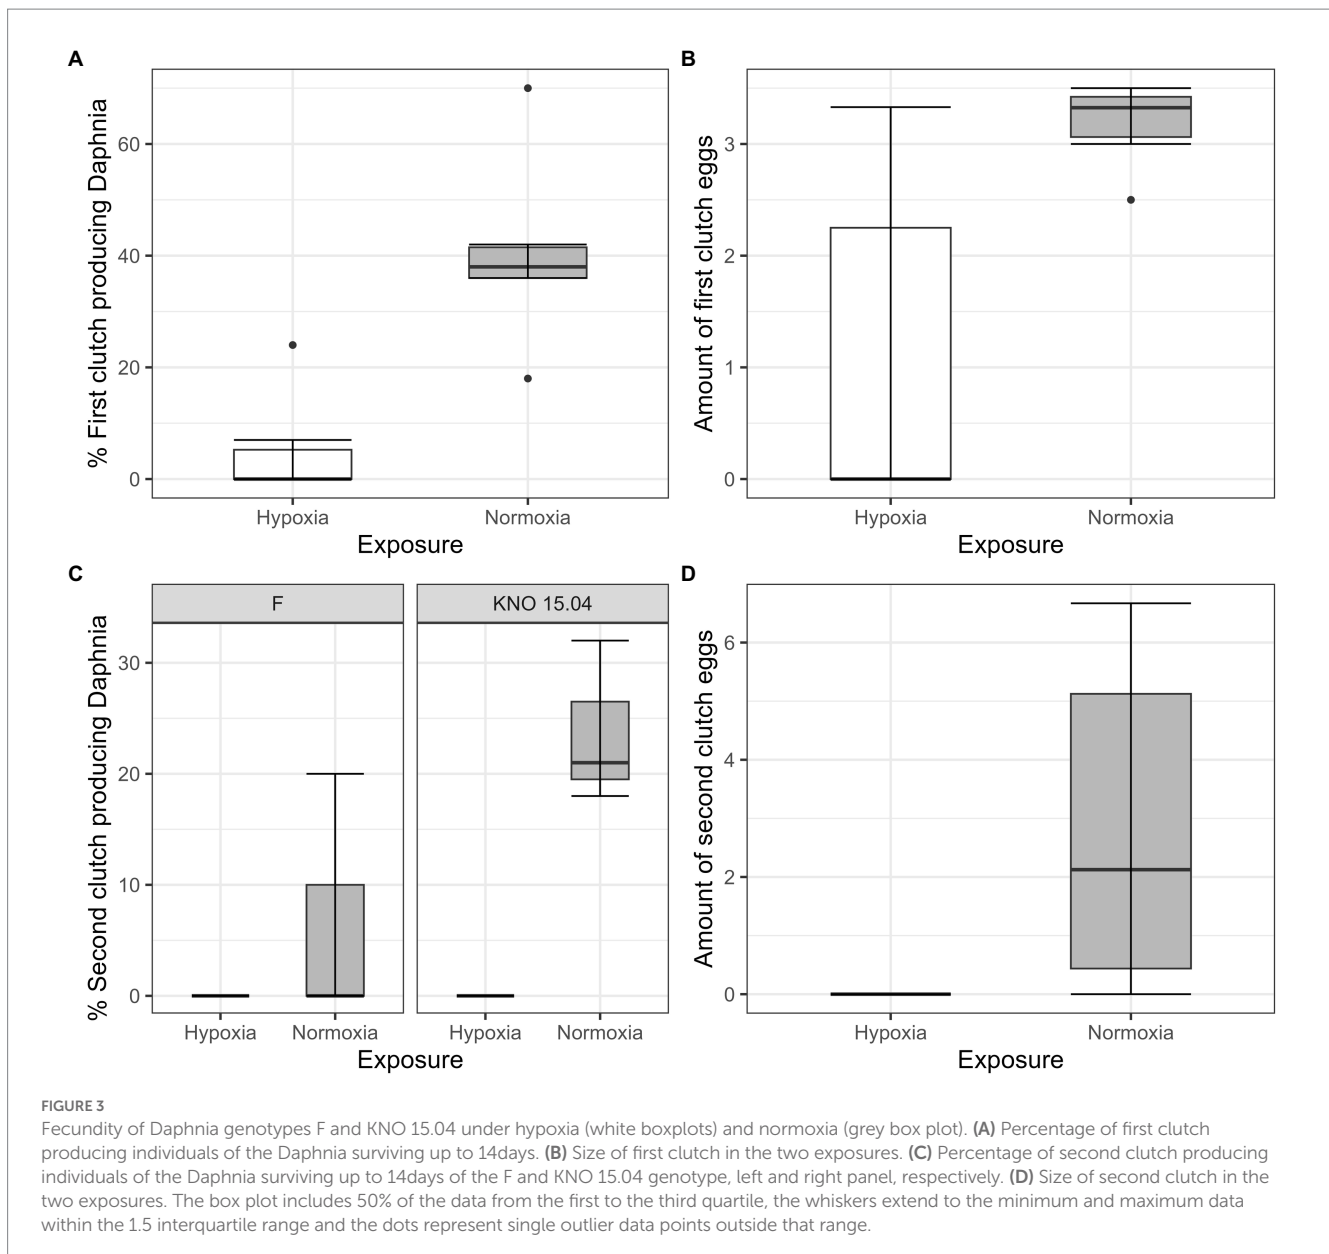 A
% First clutch producing Daphnia
60
40
20
0
Hypoxia
Normoxia
Exposure
B
Amount of first clutch eggs
3
2
1
0
Hypoxia
Normoxia
Exposure
C
% Second clutch producing Daphnia
F
KNO 15.04
30
20
10
0
Hypoxia
Normoxia
Hypoxia
Normoxia
Exposure
D
Amount of second clutch eggs
6
4
2
0
Hypoxia
Normoxia
Exposure
FIGURE 3
Fecundity of Daphnia genotypes F and KNO 15.04 under hypoxia (white boxplots) and normoxia (grey box plot). (A) Percentage of first clutch
producing individuals of the Daphnia surviving up to 14days. (B) Size of first clutch in the two exposures. (C) Percentage of second clutch producing
individuals of the Daphnia surviving up to 14days of the F and KNO 15.04 genotype, left and right panel, respectively. (D) Size of second clutch in the
two exposures. The box plot includes 50% of the data from the first to the third quartile, the whiskers extend to the minimum and maximum data
within the 1.5 interquartile range and the dots represent single outlier data points outside that range.